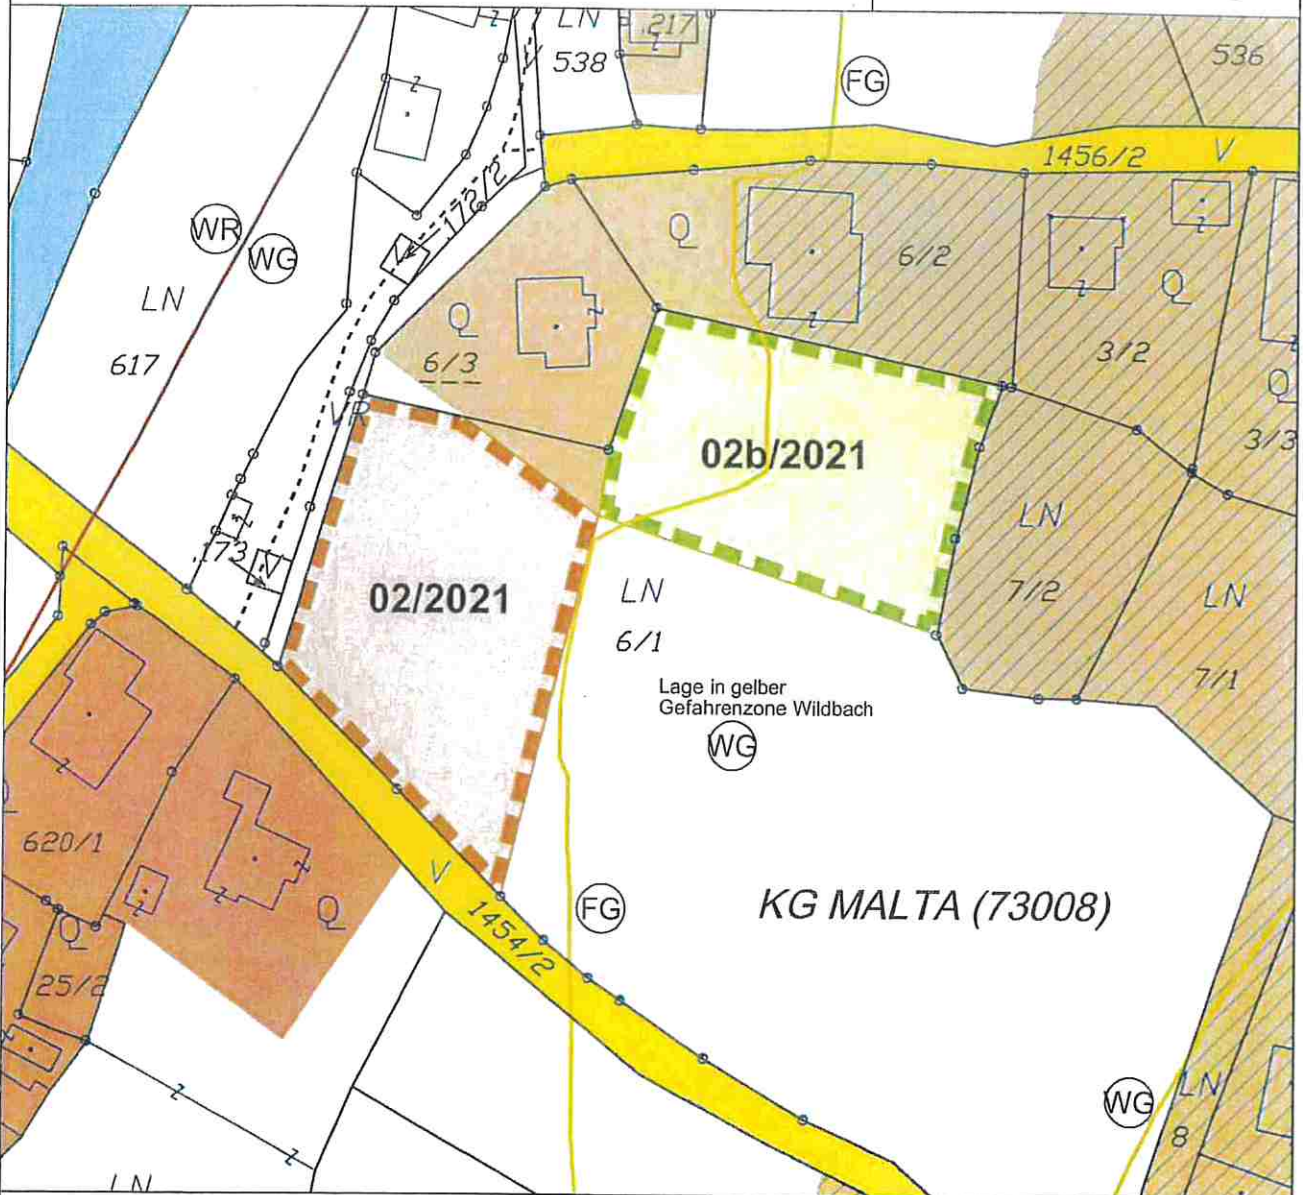 LN
538
V
.217
536
FG
1456/2
V
.172/2
V
Q
6/2
WR
WG
LN
617
Q
6/3
Q
3/2
Q
3/3
VR
02b/2021
LN
7/2
.173
V
02/2021
LN
6/1
LN
7/1
Lage in gelber
Gefahrenzone Wildbach
WG
620/1
Q
V
1454/2
FG
KG MALTA (73008)
Q
25/2
WG
LN
8
LN